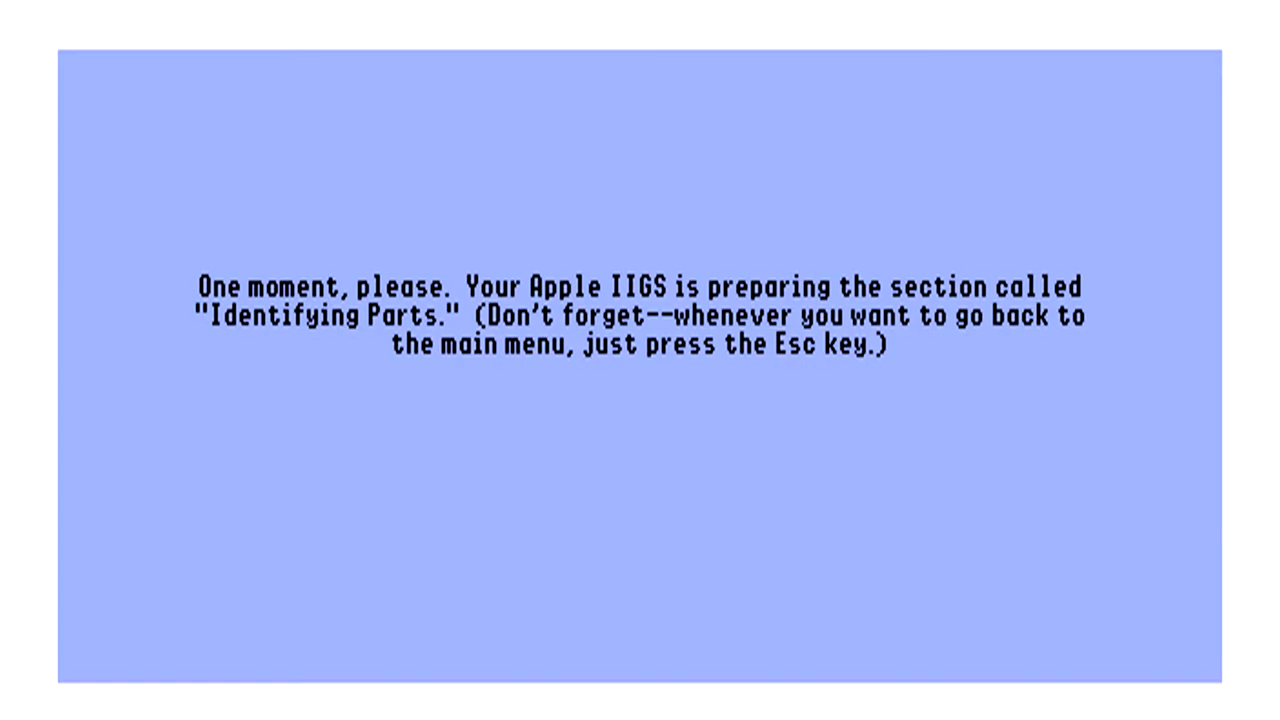 One moment, please.  Your Apple IIGS is preparing the section called
"Identifying Parts."  (Don't forget--whenever you want to go back to
the main menu, just press the Esc key.)